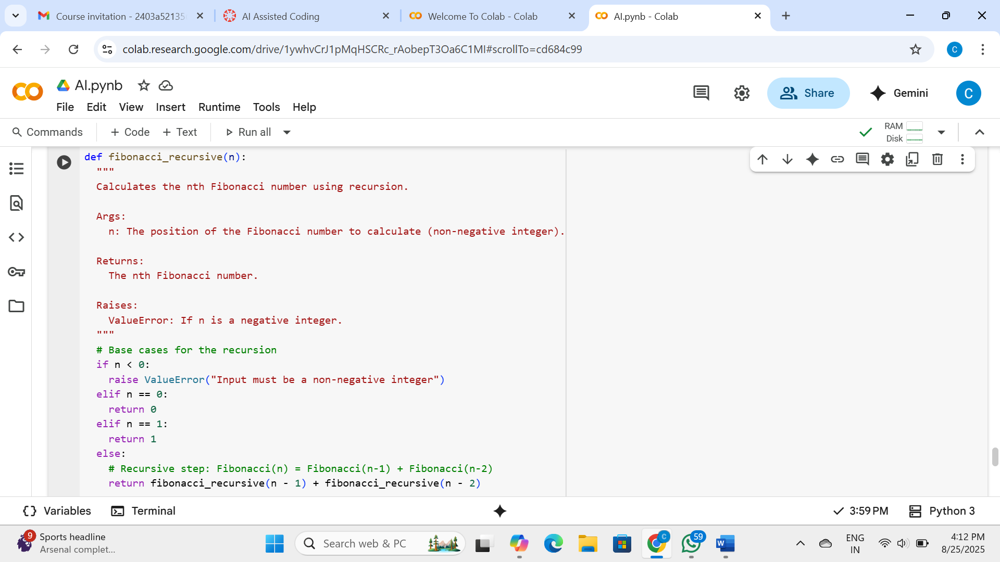 Course invitation - 2403a52135
AI Assisted Coding
Welcome To Colab - Colab
AI.pynb - Colab
colab.research.google.com/drive/1ywhvCrJ1pMqHSCRc_rAobepT3Oa6C1MI#scrollTo=cd684c99
C
AI.pynb
File Edit View Insert Runtime Tools Help
Share
Gemini
C
Commands
+ Code + Text
Run all
RAM
Disk
def fibonacci_recursive(n):
"""
Calculates the nth Fibonacci number using recursion.
Args:
n: The position of the Fibonacci number to calculate (non-negative integer).
Returns:
The nth Fibonacci number.
Raises:
ValueError: If n is a negative integer.
"""
# Base cases for the recursion
if n < 0:
raise ValueError("Input must be a non-negative integer")
elif n == 0:
return 0
elif n == 1:
return 1
else:
# Recursive step: Fibonacci(n) = Fibonacci(n-1) + Fibonacci(n-2)
return fibonacci_recursive(n - 1) + fibonacci_recursive(n - 2)
Variables
Terminal
3:59 PM
Python 3
9
Sports headline
Arsenal complet...
Search web & PC
C
59
W
ENG
IN
4:12 PM
8/25/2025